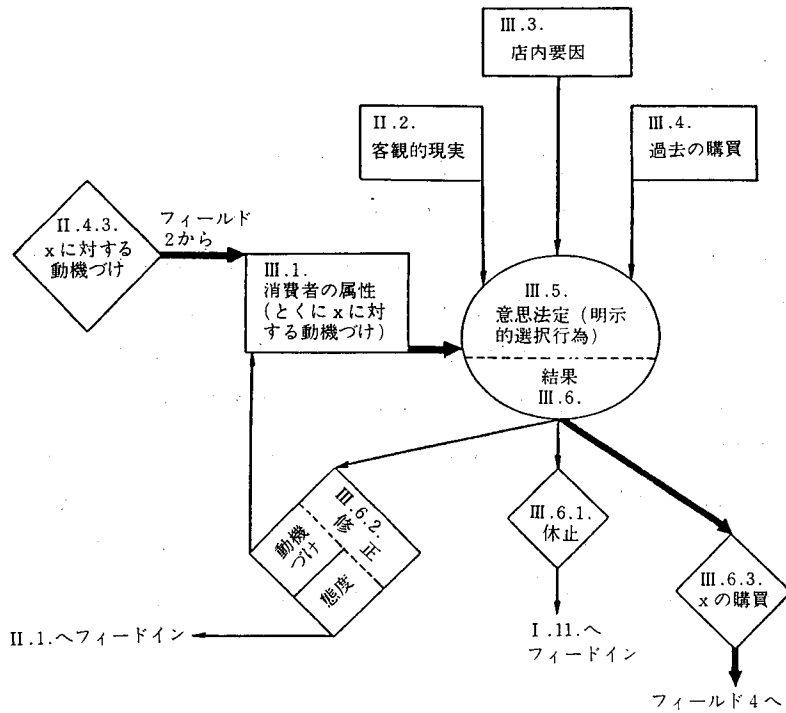 III.3.
店内要因
II.2.
客観的現実
III.4.
過去の購買
II.4.3.
xに対する
動機づけ
フィールド
2から
III.1.
消費者の属性
(とくにxに対
する動機づけ)
III.5.
意思法定(明示
的選択行為)
結果
III.6.
III.6.2.
修正
動機
づけ
態度
III.6.1.
休止
III.6.3.
xの購買
II.1.へフィードイン
I.11.へ
フィードイン
フィールド4へ